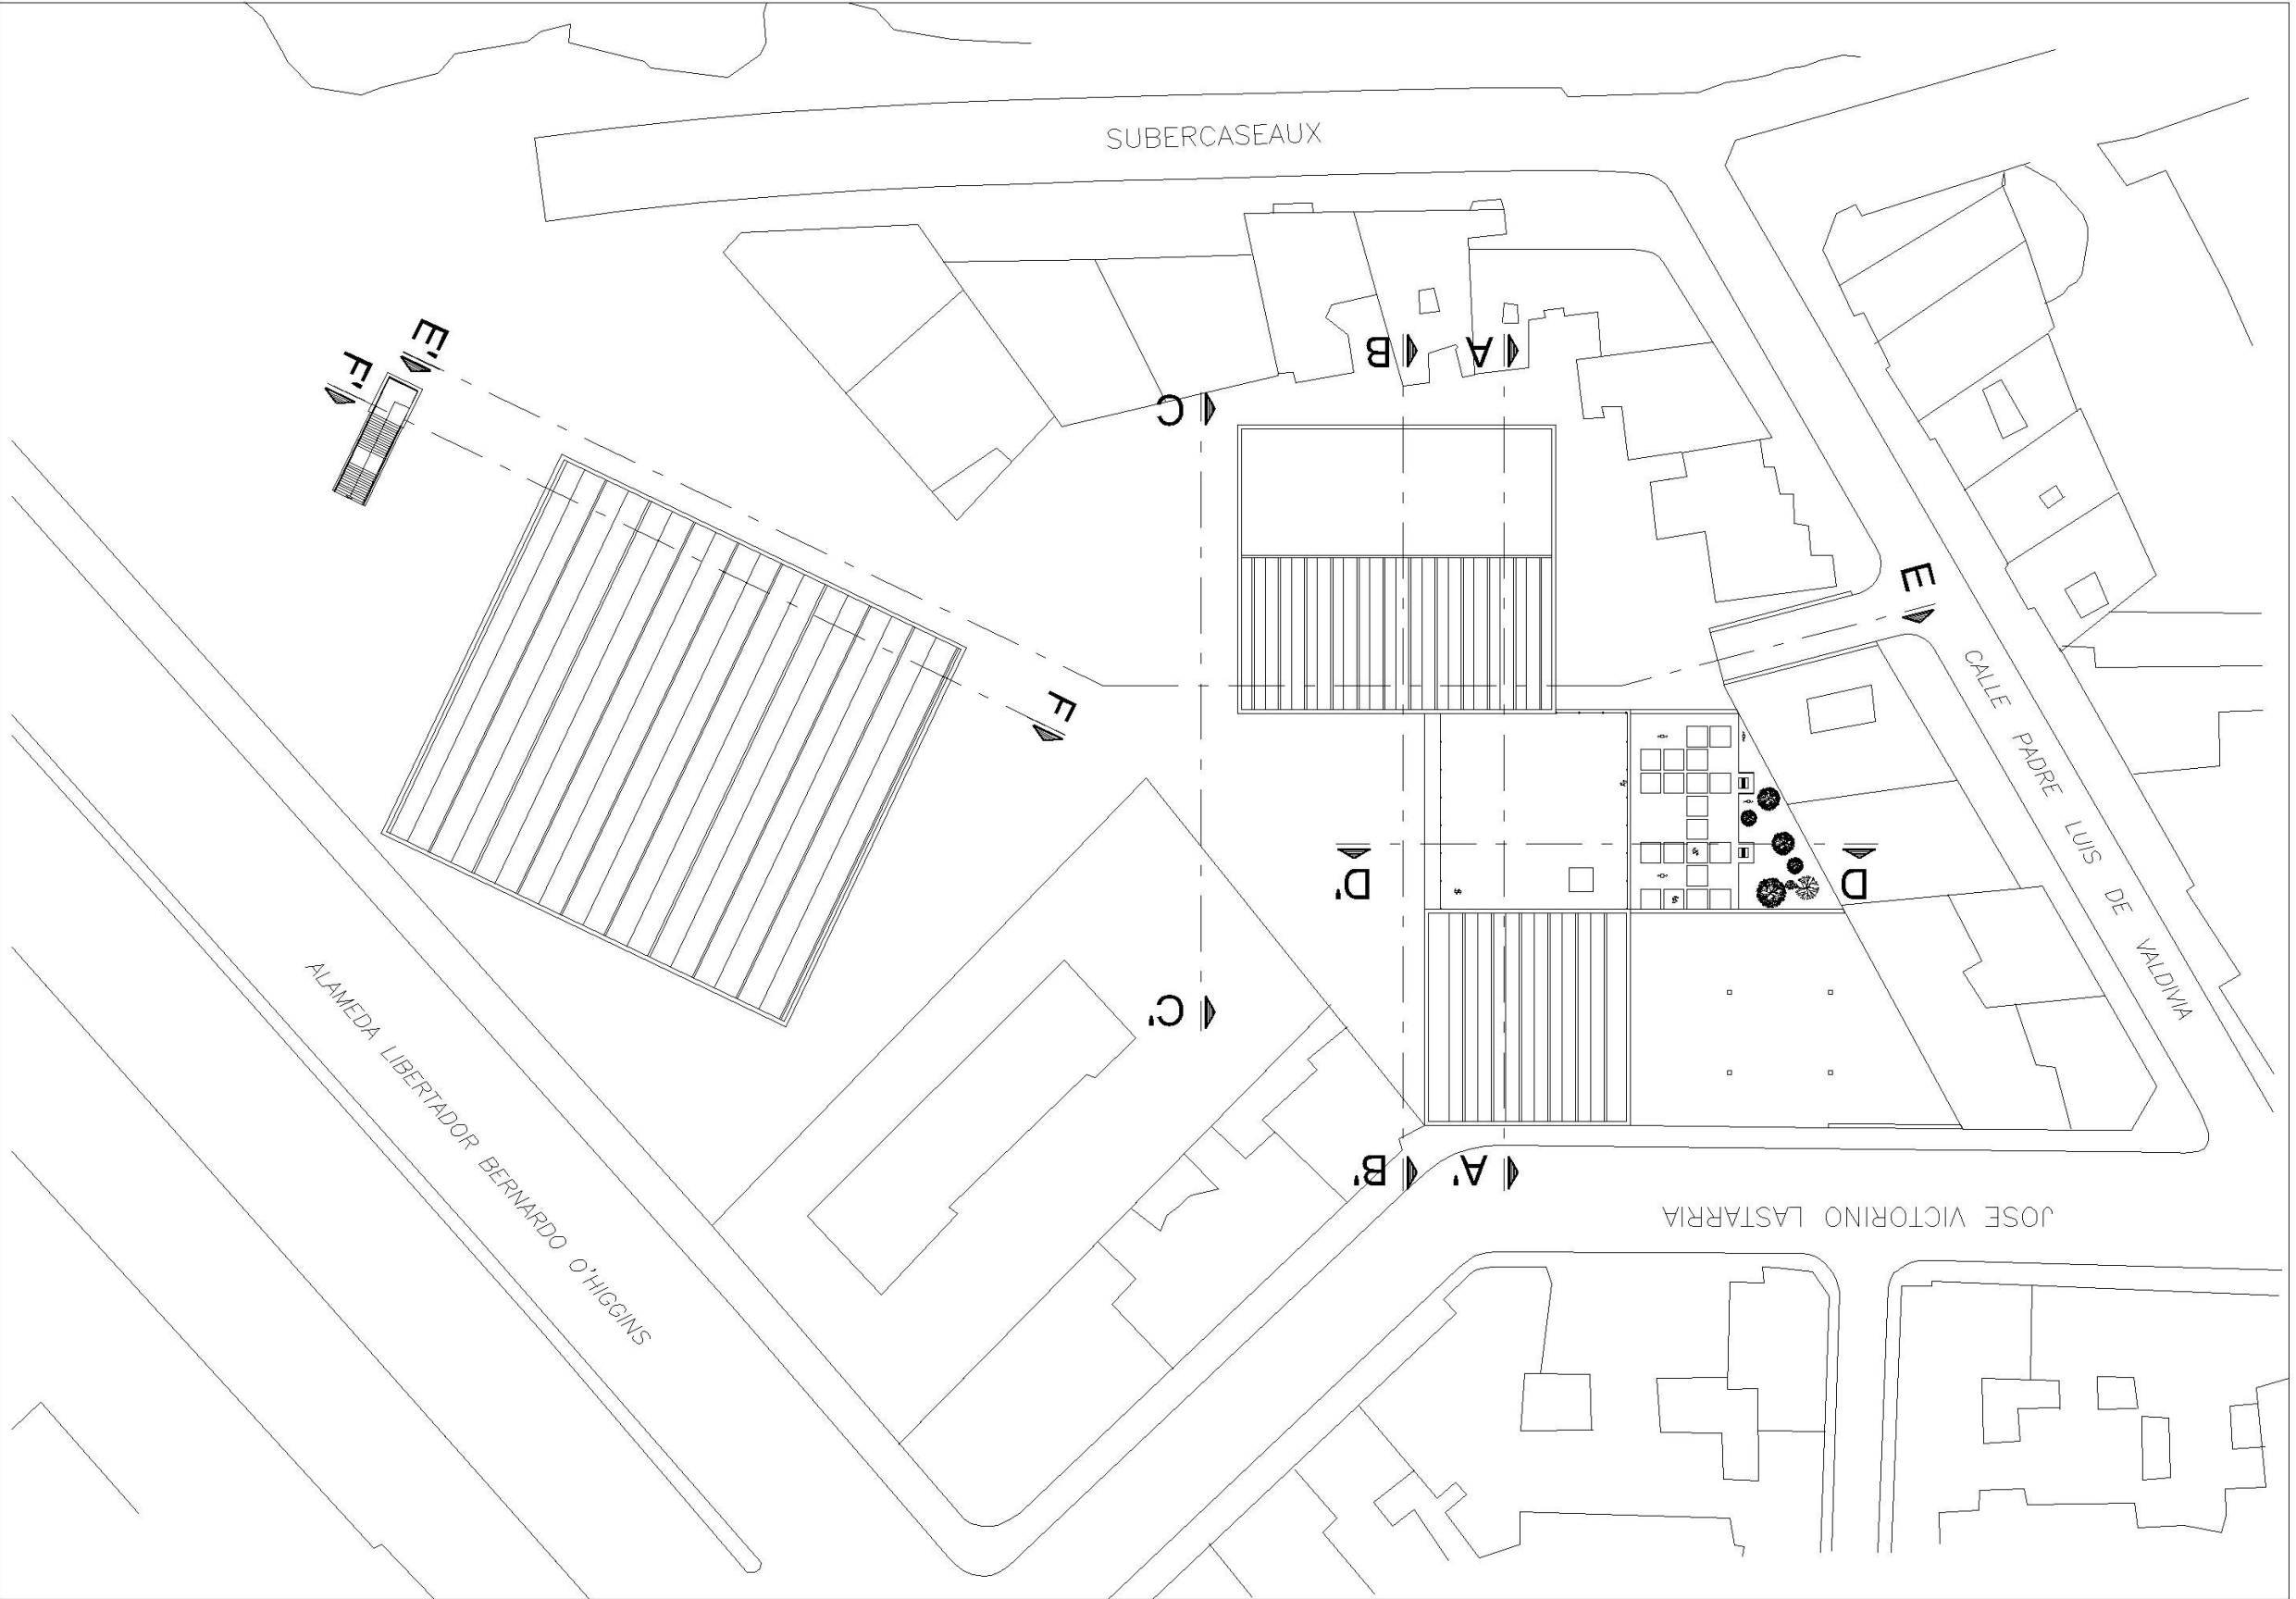 SUBERCASEAUX
E'
F'
B
A
C
E
F
CALLE PADRE LUIS DE VALDIVIA
D'
D
C'
ALAMEDA LIBERTADOR BERNARDO O'HIGGINS
B'
A'
JOSE VICTORINO LASTARRIA